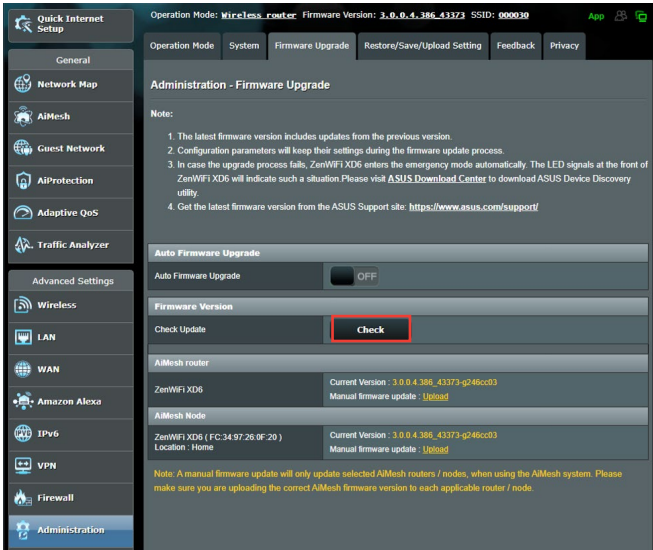 Quick Internet
Setup
General
Network Map
AiMesh
Guest Network
AiProtection
Adaptive QoS
Traffic Analyzer
Advanced Settings
Wireless
LAN
WAN
Amazon Alexa
IPv6
VPN
Firewall
Administration
Operation Mode: Wireless router Firmware Version: 3.0.0.4.386_43373 SSID: 000030 App
Operation Mode System Firmware Upgrade Restore/Save/Upload Setting Feedback Privacy
Administration - Firmware Upgrade
Note:
1. The latest firmware version includes updates from the previous version.
2. Configuration parameters will keep their settings during the firmware update process.
3. In case the upgrade process fails, ZenWiFi XD6 enters the emergency mode automatically. The LED signals at the front of
ZenWiFi XD6 will indicate such a situation.Please visit ASUS Download Center to download ASUS Device Discovery
utility.
4. Get the latest firmware version from the ASUS Support site: https://www.asus.com/support/
Auto Firmware Upgrade
Auto Firmware Upgrade OFF
Firmware Version
Check Update Check
AiMesh router
ZenWiFi XD6
Current Version : 3.0.0.4.386_43373-g246cc03
Manual firmware update : Upload
AiMesh Node
ZenWiFi XD6 ( FC:34:97:26:0F:20 )
Location : Home
Current Version : 3.0.0.4.386_43373-g246cc03
Manual firmware update : Upload
Note: A manual firmware update will only update selected AiMesh routers / nodes, when using the AiMesh system. Please
make sure you are uploading the correct AiMesh firmware version to each applicable router / node.